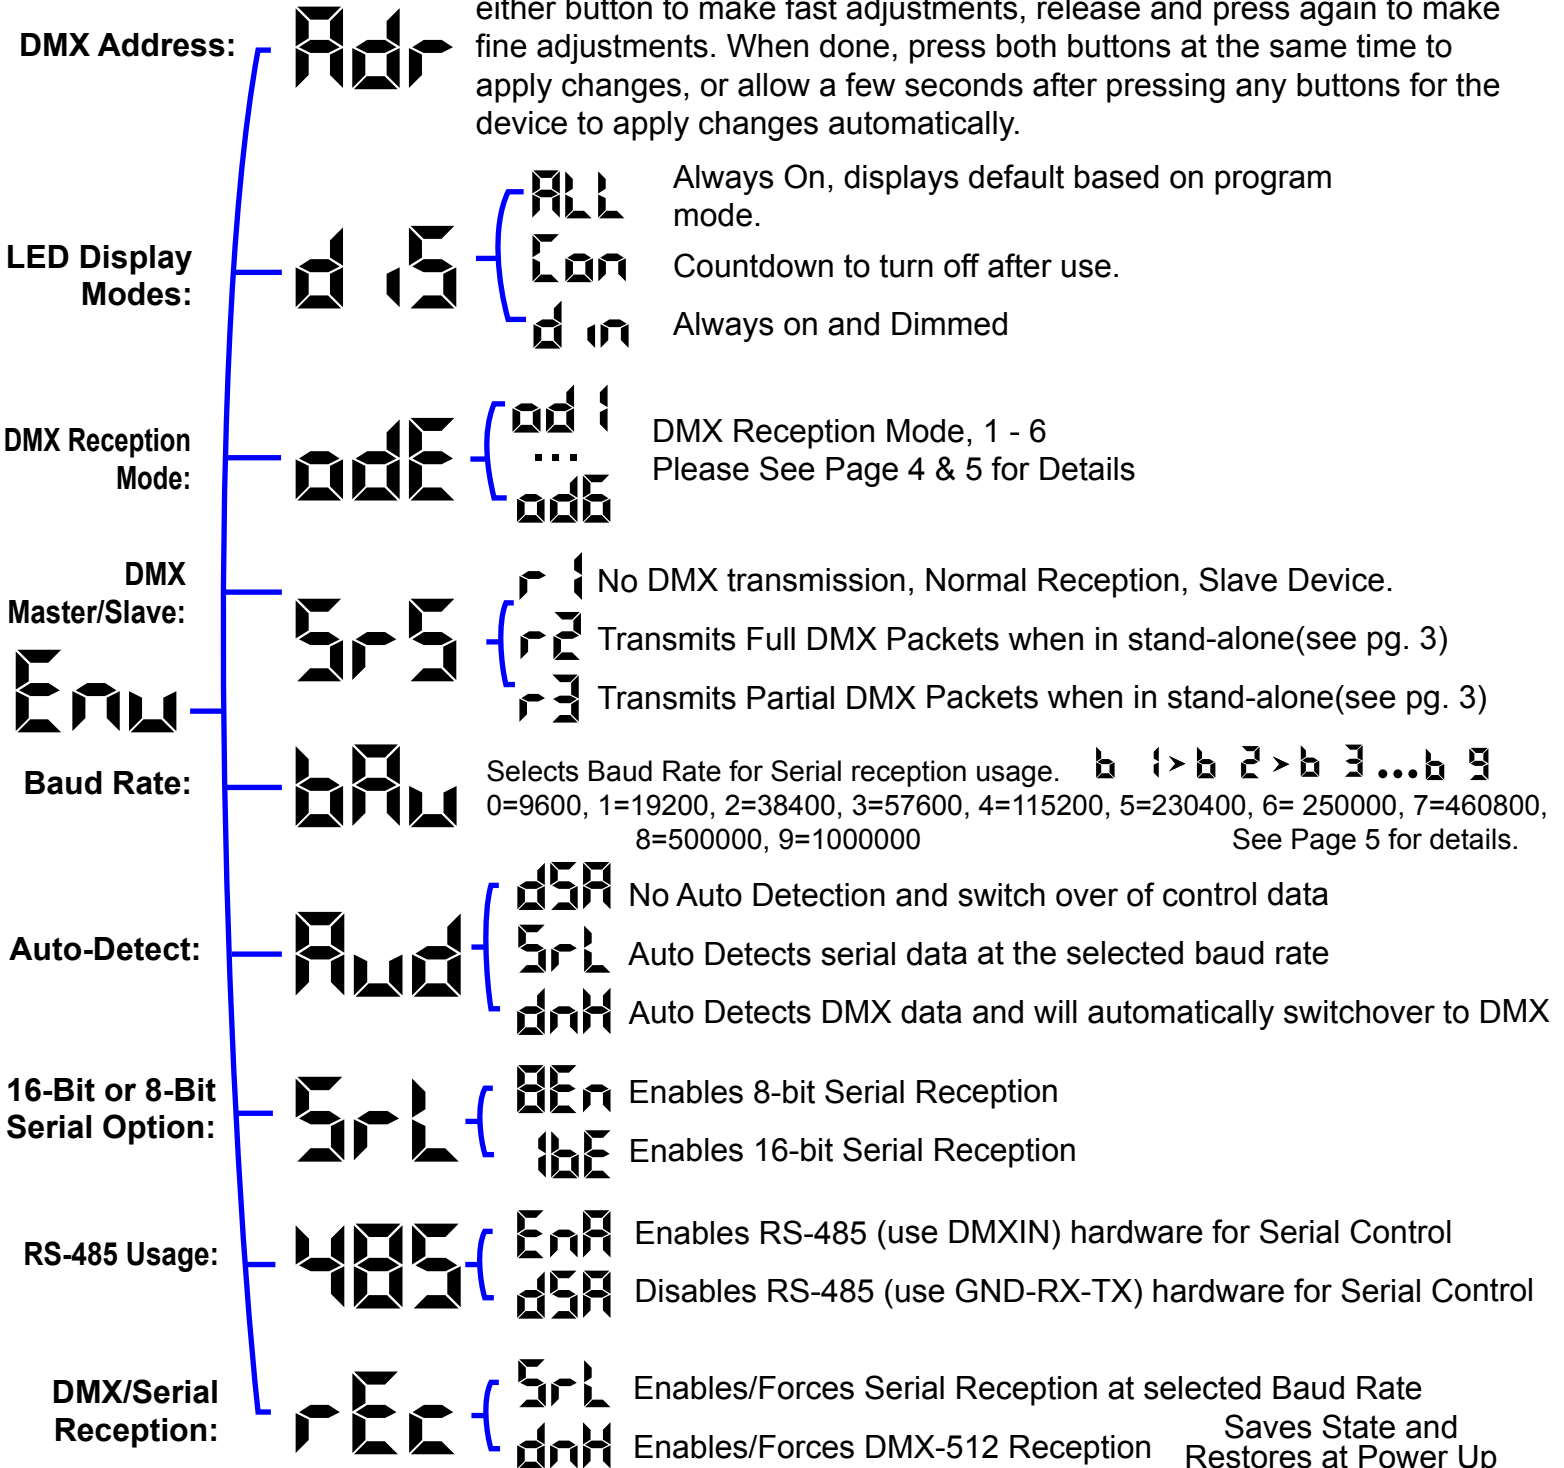 either button to make fast adjustments, release and press again to make
DMX Address: Adr fine adjustments. When done, press both buttons at the same time to
apply changes, or allow a few seconds after pressing any buttons for the
device to apply changes automatically.
LED Display
Modes: diS
ALL Always On, displays default based on program
mode.
Con Countdown to turn off after use.
din Always on and Dimmed
DMX Reception
Mode: odE
od1
...
od6
DMX Reception Mode, 1 - 6
Please See Page 4 & 5 for Details
DMX
Master/Slave: SrS
r 1 No DMX transmission, Normal Reception, Slave Device.
r2 Transmits Full DMX Packets when in stand-alone(see pg. 3)
r3 Transmits Partial DMX Packets when in stand-alone(see pg. 3)
Enu
Baud Rate: bAu
Selects Baud Rate for Serial reception usage. b 1>b 2>b 3...b 9
0=9600, 1=19200, 2=38400, 3=57600, 4=115200, 5=230400, 6= 250000, 7=460800,
8=500000, 9=1000000 See Page 5 for details.
Auto-Detect: Aud
dSA No Auto Detection and switch over of control data
SrL Auto Detects serial data at the selected baud rate
dnH Auto Detects DMX data and will automatically switchover to DMX
16-Bit or 8-Bit
Serial Option: SrL
8En Enables 8-bit Serial Reception
16E Enables 16-bit Serial Reception
RS-485 Usage: 485
EnA Enables RS-485 (use DMXIN) hardware for Serial Control
dSA Disables RS-485 (use GND-RX-TX) hardware for Serial Control
DMX/Serial
Reception: rEc
SrL Enables/Forces Serial Reception at selected Baud Rate
dnH Enables/Forces DMX-512 Reception
Saves State and
Restores at Power Up